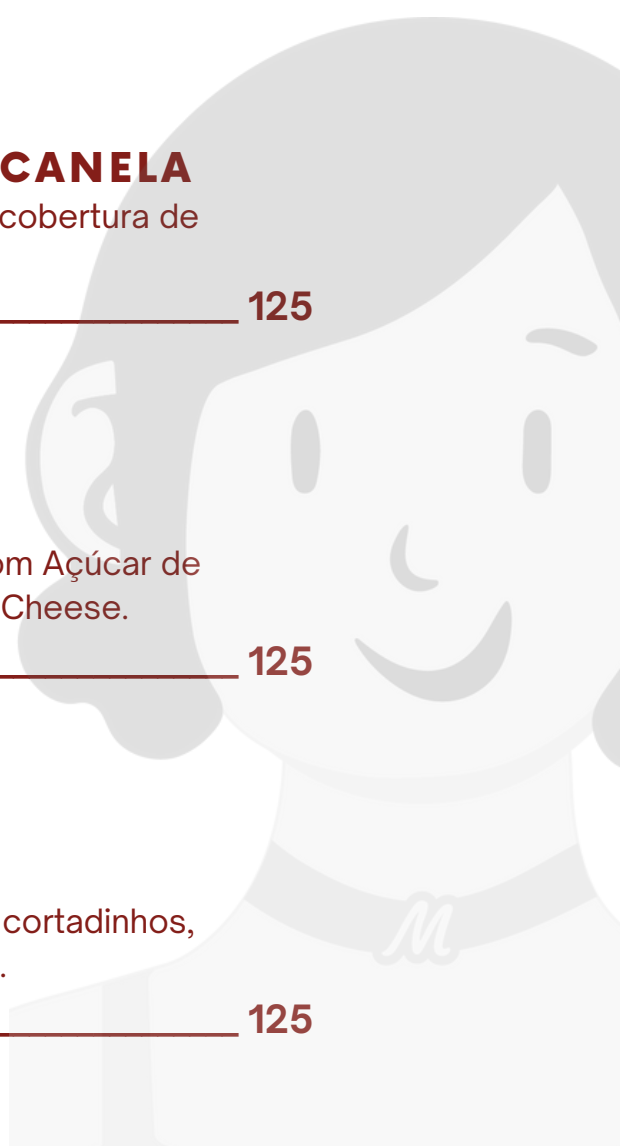 CANELA
cobertura de
125
om Açúcar de
Cheese.
125
cortadinhos,
.
125
M